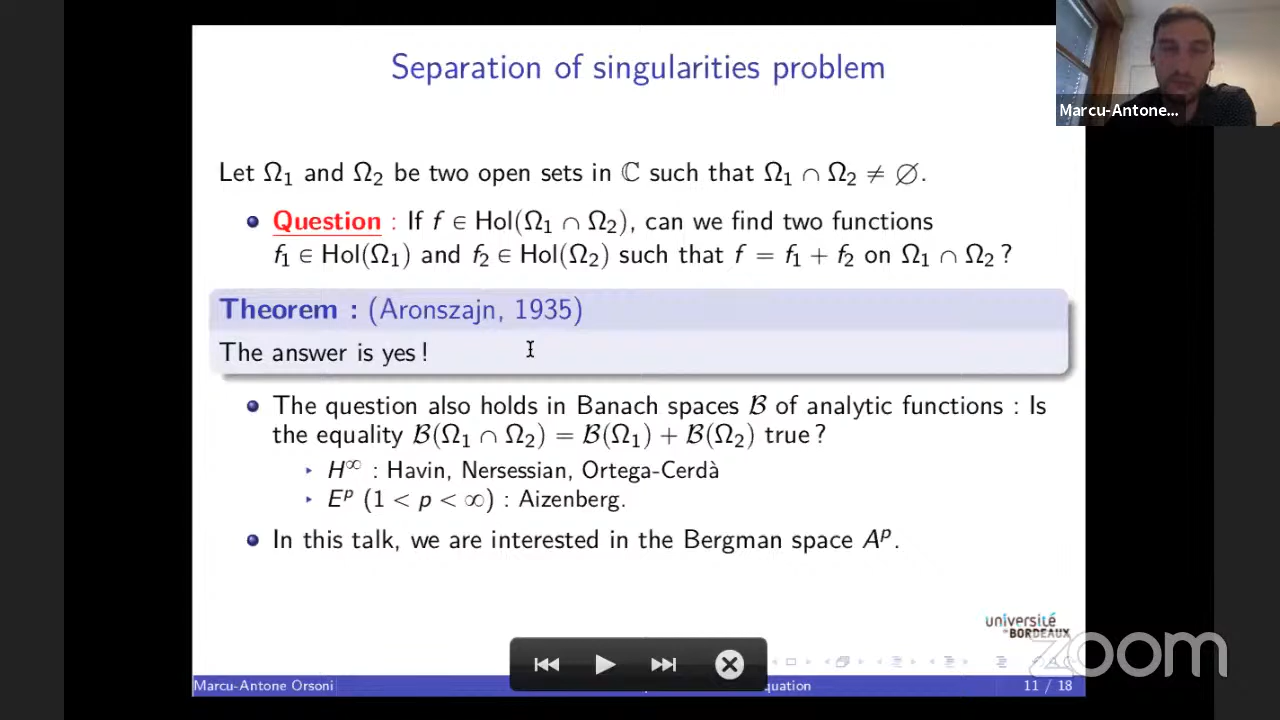 Separation of singularities problem
Marcu-Antone...
Let Ω₁ and Ω₂ be two open sets in ℂ such that Ω₁ ∩ Ω₂ ≠ ∅.
Question : If f ∈ Hol(Ω₁ ∩ Ω₂), can we find two functions
f₁ ∈ Hol(Ω₁) and f₂ ∈ Hol(Ω₂) such that f = f₁ + f₂ on Ω₁ ∩ Ω₂ ?
Theorem : (Aronszajn, 1935)
The answer is yes !
The question also holds in Banach spaces ℬ of analytic functions : Is
the equality ℬ(Ω₁ ∩ Ω₂) = ℬ(Ω₁) + ℬ(Ω₂) true ?
H^∞ : Havin, Nersessian, Ortega-Cerdà
E^p (1 < p < ∞) : Aizenberg.
In this talk, we are interested in the Bergman space A^p.
université
de BORDEAUX
zoom
Marcu-Antone Orsoni
quation
11 / 18